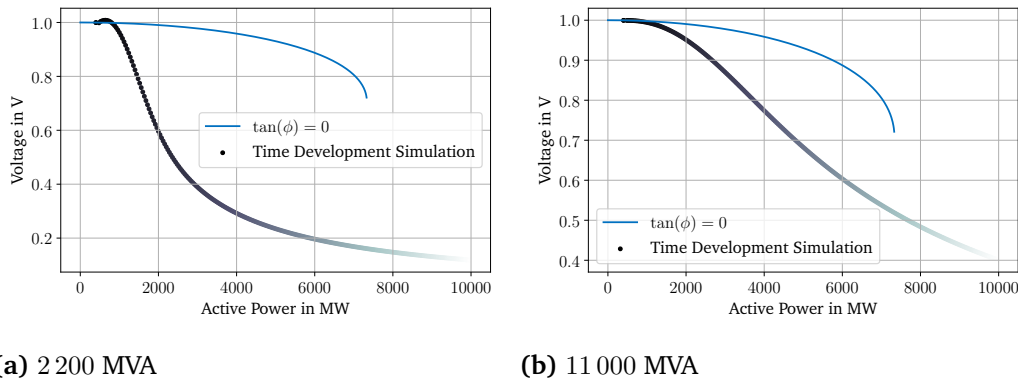 1.0
0.8
0.6
0.4
0.2
Voltage in V
tan(ϕ) = 0
Time Development Simulation
0 2000 4000 6000 8000 10000
Active Power in MW
(a) 2 200 MVA
1.0
0.9
0.8
0.7
0.6
0.5
0.4
Voltage in V
tan(ϕ) = 0
Time Development Simulation
0 2000 4000 6000 8000 10000
Active Power in MW
(b) 11 000 MVA